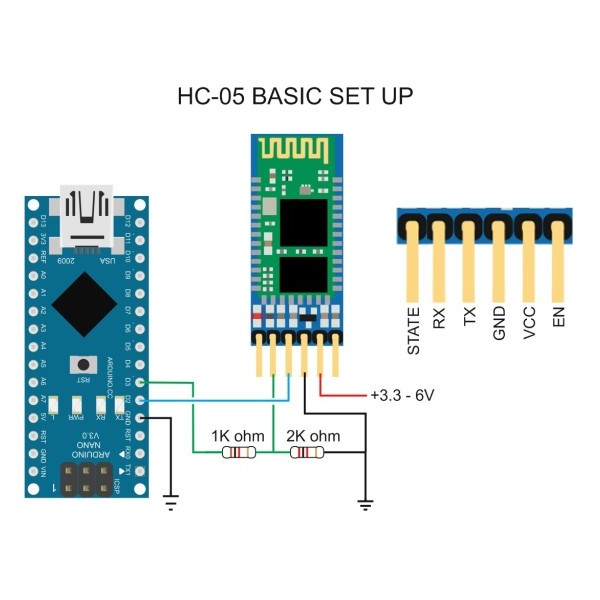 HC-05 BASIC SET UP
D13
3V3
REF
A0
A1
A2
A3
A4
A5
A6
A7
5V
RST
GND
VIN
2009
USA
D12
D11
D10
D9
D8
D7
D6
D5
D4
D3
D2
GND
RST
RX0
TX1
RST
ARDUINO.CC
L
PWR
RX
TX
ARDUINO
NANO
V3.0
1
ICSP
1K ohm
2K ohm
+3.3 - 6V
STATE
RX
TX
GND
VCC
EN